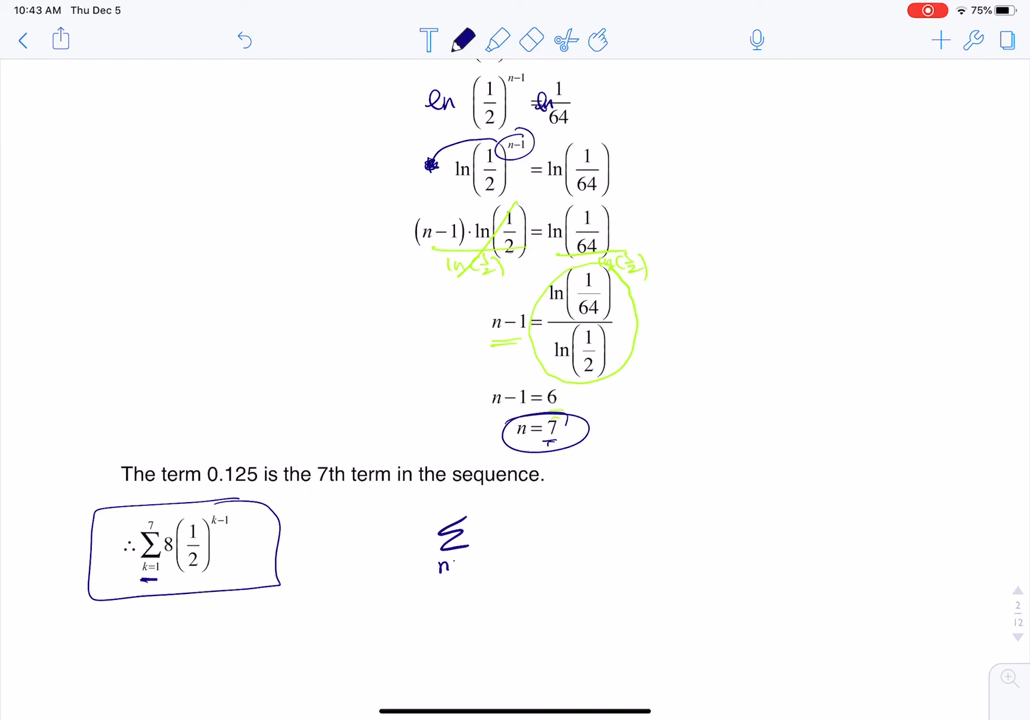 10:43 AM Thu Dec 5
75%
T
ln (1/2)^(n−1) = ln 1/64
ln(1/2)^(n−1) = ln(1/64)
(n−1)·ln(1/2) = ln(1/64)
ln(1/2) ln(1/2)
n−1 = ln(1/64) / ln(1/2)
n−1 = 6
n = 7
The term 0.125 is the 7th term in the sequence.
∴ ∑_{k=1}^{7} 8(1/2)^(k−1)
∑
n
2
12